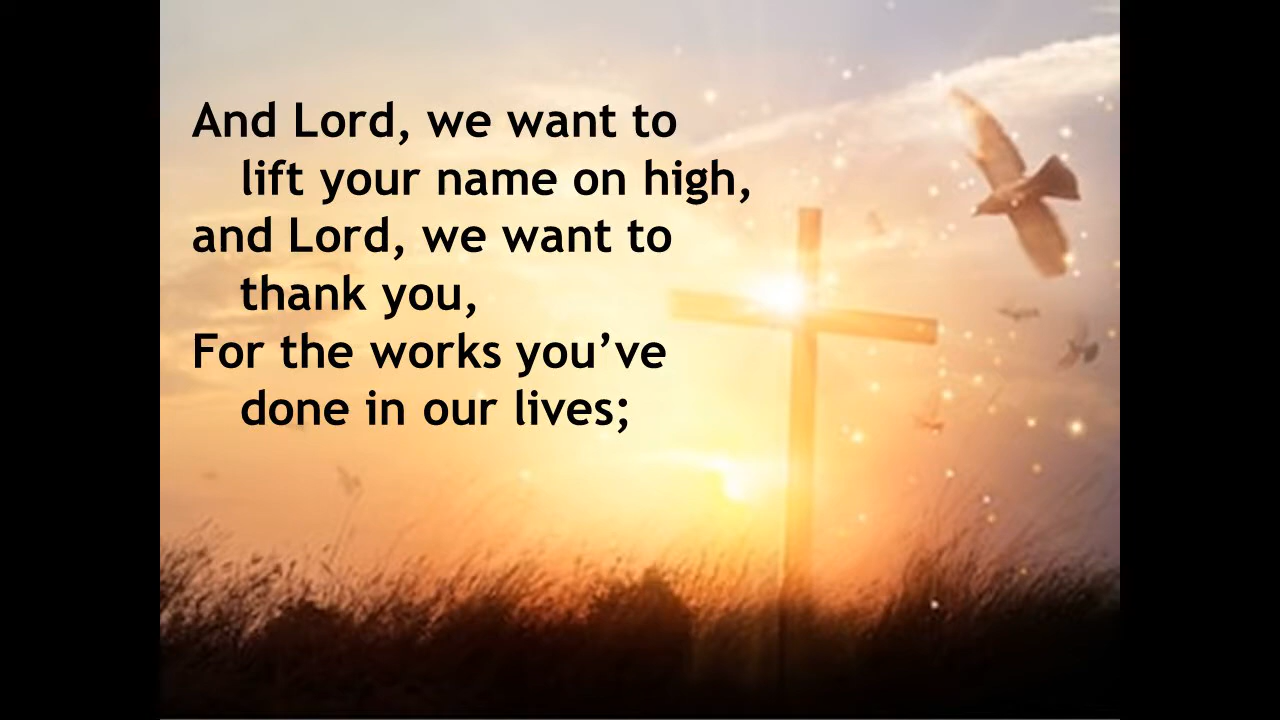 And Lord, we want to
lift your name on high,
and Lord, we want to
thank you,
For the works you’ve
done in our lives;